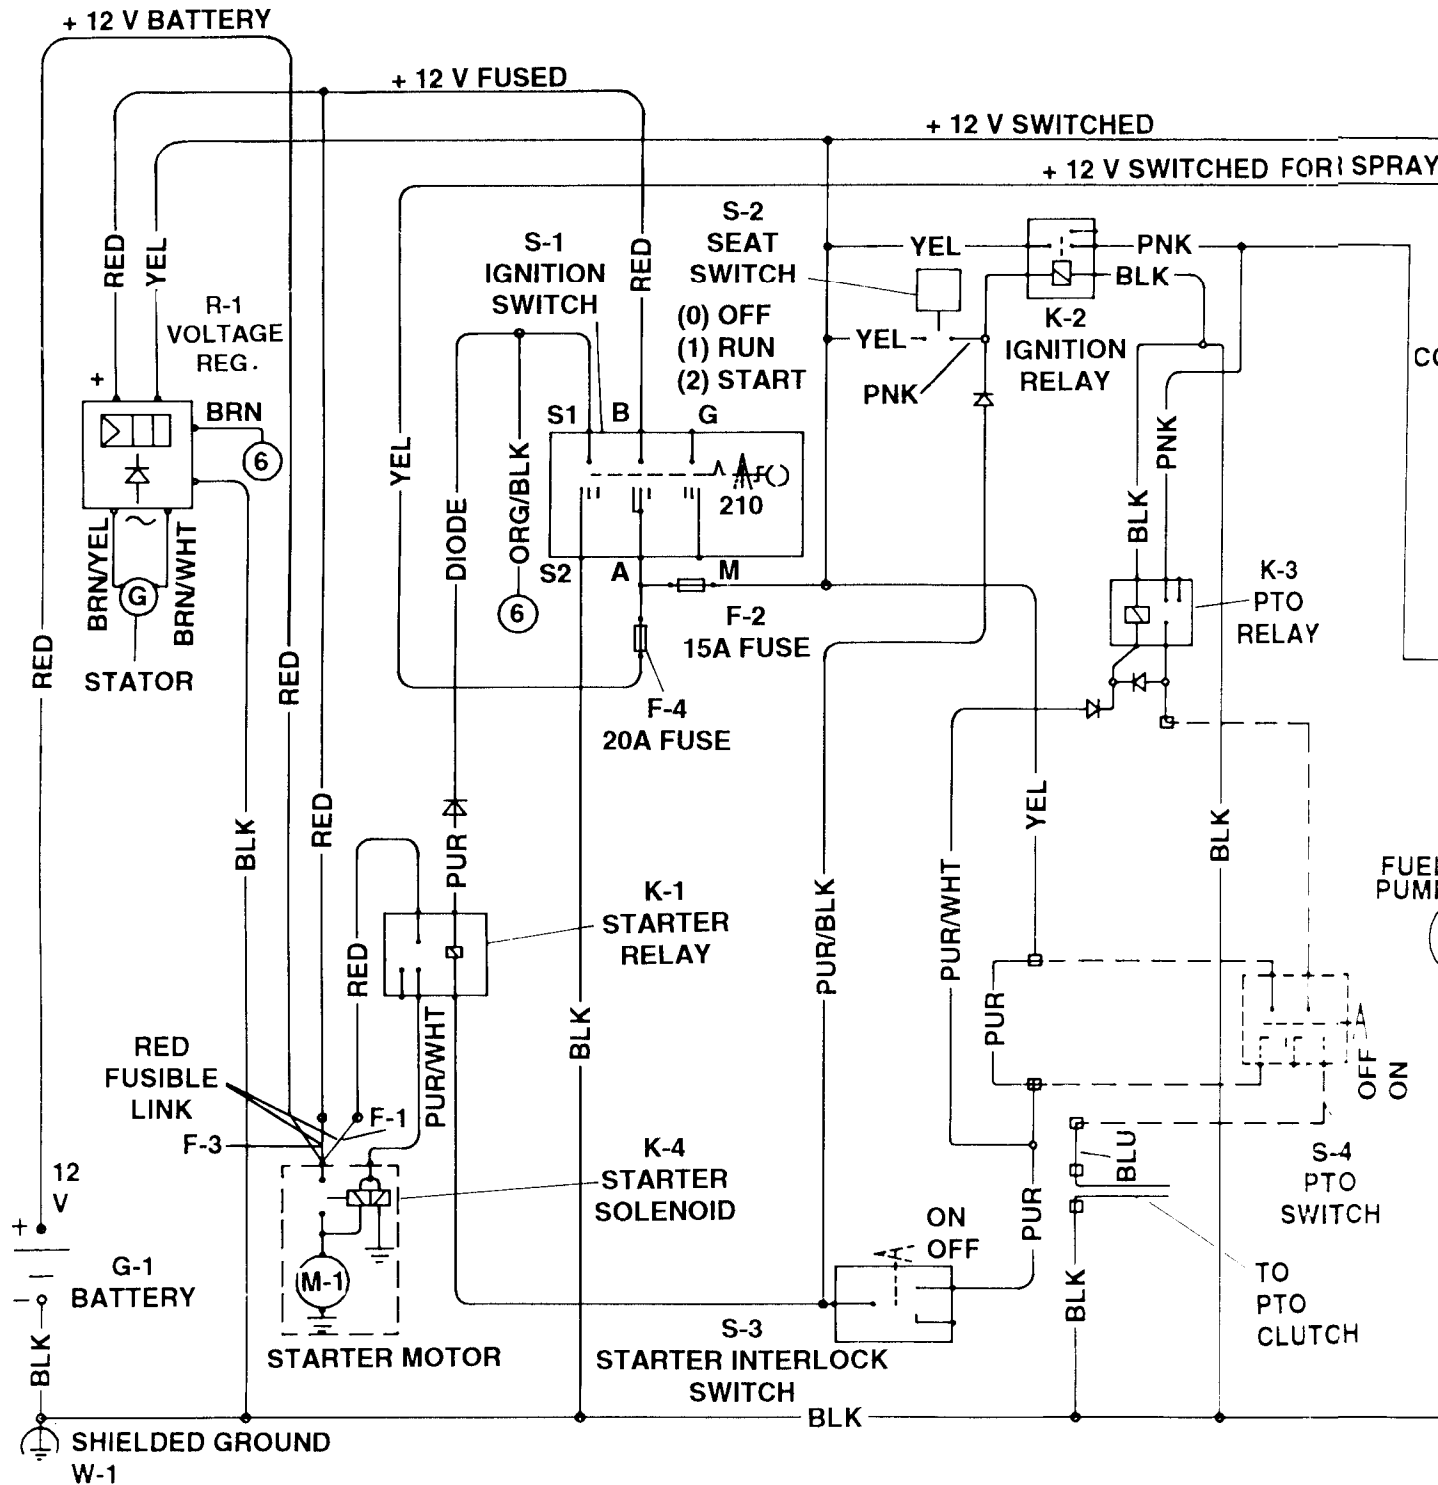 + 12 V BATTERY
+ 12 V FUSED
+ 12 V SWITCHED
+ 12 V SWITCHED FOR SPRAY
S-2
SEAT
SWITCH
(0) OFF
(1) RUN
(2) START
S-1
IGNITION
SWITCH
RED
YEL
RED
YEL
PNK
BLK
K-2
IGNITION
RELAY
YEL
PNK
R-1
VOLTAGE
REG.
+
BRN
6
S1
B
G
210
S2
A
M
YEL
DIODE
ORG/BLK
6
PNK
BLK
BRN/YEL
BRN/WHT
G
STATOR
RED
RED
F-2
15A FUSE
F-4
20A FUSE
K-3
PTO
RELAY
BLK
RED
PUR
YEL
BLK
K-1
STARTER
RELAY
RED
PUR/BLK
PUR/WHT
FUEL
PUR
BLK
PUR/WHT
OFF
ON
RED
FUSIBLE
LINK
F-3
F-1
K-4
STARTER
SOLENOID
BLU
S-4
PTO
SWITCH
12
V
+
-
G-1
BATTERY
M-1
PUR
ON
OFF
BLK
TO
PTO
CLUTCH
BLK
STARTER MOTOR
S-3
STARTER INTERLOCK
SWITCH
BLK
SHIELDED GROUND
W-1